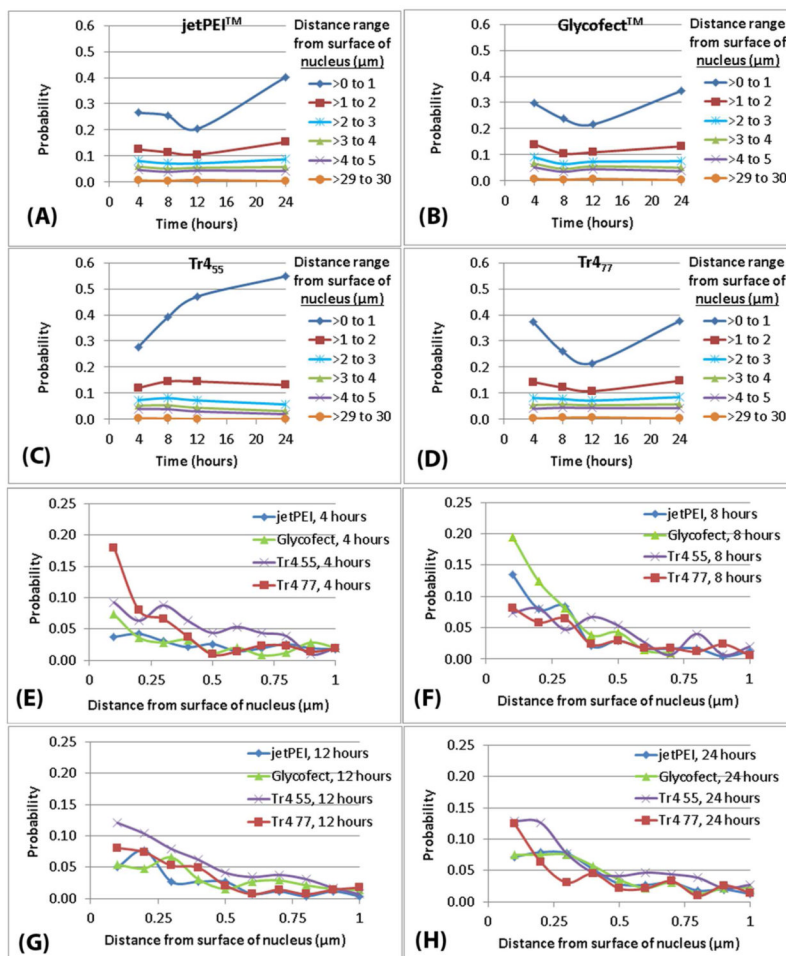 jetPEI™
Distance range
from surface of
nucleus (µm)
Probability
0.6
0.5
0.4
0.3
0.2
0.1
0.0
0 4 8 12 16 20 24
Time (hours)
>0 to 1
>1 to 2
>2 to 3
>3 to 4
>4 to 5
>29 to 30
(A)
Glycofect™
Distance range
from surface of
nucleus (µm)
Probability
0.6
0.5
0.4
0.3
0.2
0.1
0.0
0 4 8 12 16 20 24
Time (hours)
>0 to 1
>1 to 2
>2 to 3
>3 to 4
>4 to 5
>29 to 30
(B)
Tr4₅₅
Distance range
from surface of
nucleus (µm)
Probability
0.6
0.5
0.4
0.3
0.2
0.1
0.0
0 4 8 12 16 20 24
Time (hours)
>0 to 1
>1 to 2
>2 to 3
>3 to 4
>4 to 5
>29 to 30
(C)
Tr4₇₇
Distance range
from surface of
nucleus (µm)
Probability
0.6
0.5
0.4
0.3
0.2
0.1
0.0
0 4 8 12 16 20 24
Time (hours)
>0 to 1
>1 to 2
>2 to 3
>3 to 4
>4 to 5
>29 to 30
(D)
Probability
0.25
0.20
0.15
0.10
0.05
0.00
0 0.25 0.5 0.75 1
jetPEI, 4 hours
Glycofect, 4 hours
Tr4 55, 4 hours
Tr4 77, 4 hours
Distance from surface of nucleus (µm)
(E)
Probability
0.25
0.20
0.15
0.10
0.05
0.00
0 0.25 0.5 0.75 1
jetPEI, 8 hours
Glycofect, 8 hours
Tr4 55, 8 hours
Tr4 77, 8 hours
Distance from surface of nucleus (µm)
(F)
Probability
0.25
0.20
0.15
0.10
0.05
0.00
0 0.25 0.5 0.75 1
jetPEI, 12 hours
Glycofect, 12 hours
Tr4 55, 12 hours
Tr4 77, 12 hours
Distance from surface of nucleus (µm)
(G)
Probability
0.25
0.20
0.15
0.10
0.05
0.00
0 0.25 0.5 0.75 1
jetPEI, 24 hours
Glycofect, 24 hours
Tr4 55, 24 hours
Tr4 77, 24 hours
Distance from surface of nucleus (µm)
(H)